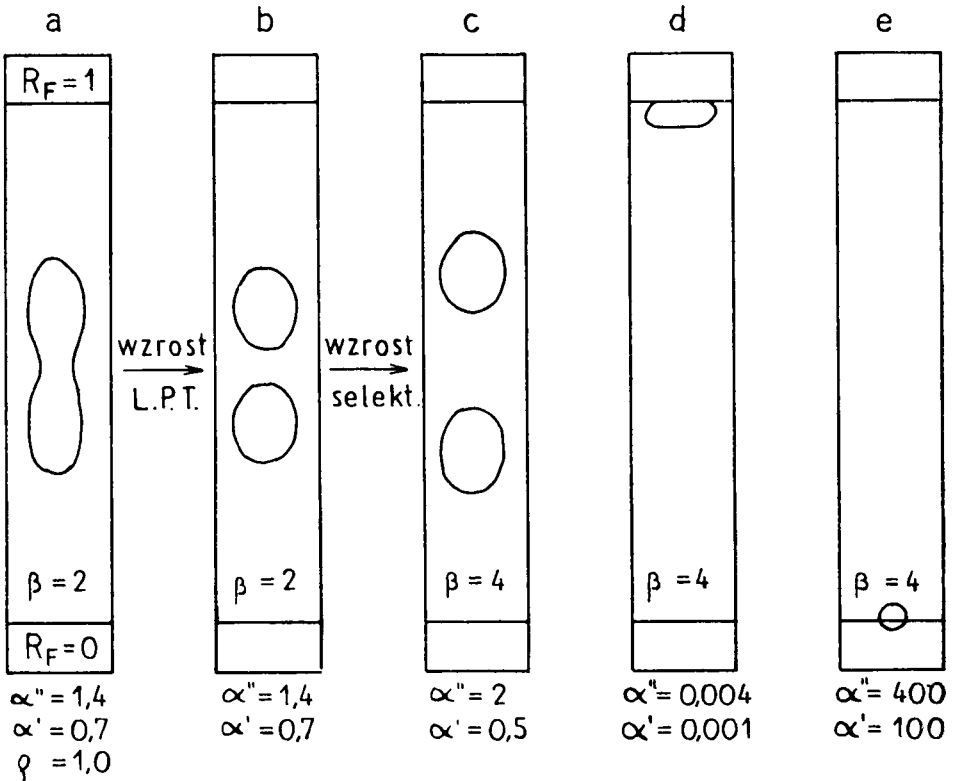 a b c d e
R_F = 1
wzrost
L.P.T.
wzrost
selekt.
β = 2 β = 2 β = 4 β = 4 β = 4
R_F = 0
α'' = 1,4 α'' = 1,4 α'' = 2 α'' = 0,004 α'' = 400
α' = 0,7 α' = 0,7 α' = 0,5 α' = 0,001 α' = 100
ϱ = 1,0